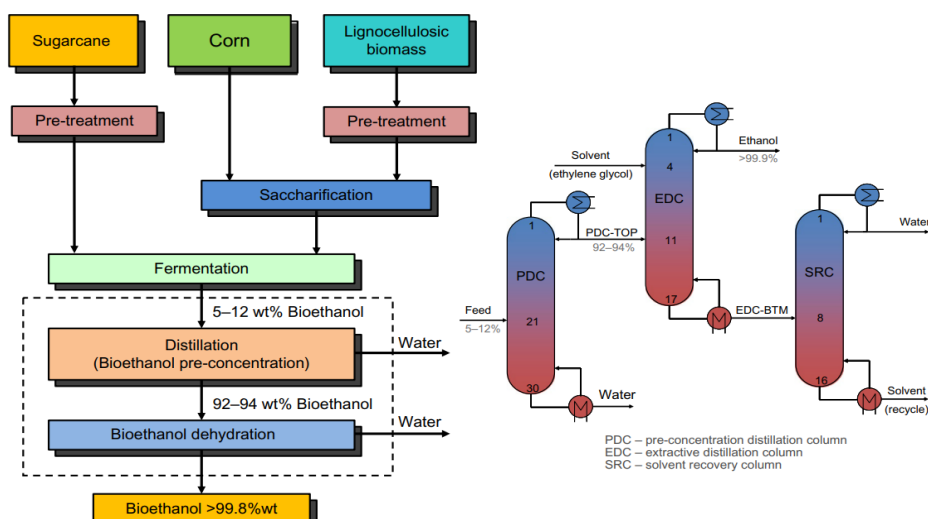 Sugarcane
Corn
Lignocellulosic
biomass
Pre-treatment
Pre-treatment
Saccharification
Fermentation
5–12 wt% Bioethanol
Distillation
(Bioethanol pre-concentration)
Water
92–94 wt% Bioethanol
Bioethanol dehydration
Water
Bioethanol >99.8%wt
Feed
5–12%
1
PDC
21
30
Water
PDC-TOP
92–94%
Solvent
(ethylene glycol)
1
4
EDC
11
17
Ethanol
>99.9%
EDC-BTM
1
SRC
8
16
Water
Solvent
(recycle)
PDC – pre-concentration distillation column
EDC – extractive distillation column
SRC – solvent recovery column